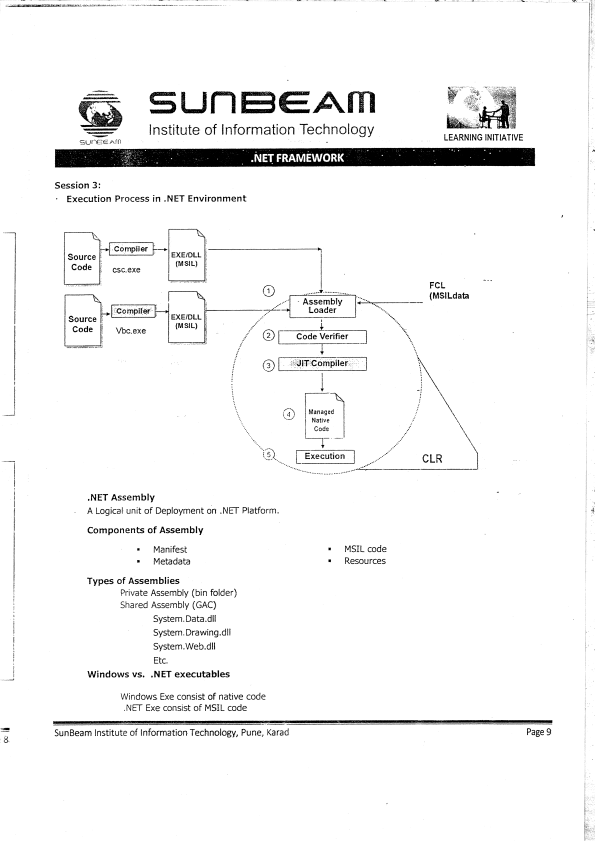 SUNBEAM
Institute of Information Technology
SUNBEAM
LEARNING INITIATIVE
.NET FRAMEWORK
Session 3:
· Execution Process in .NET Environment
Source
Code
Compiler
csc.exe
EXE/DLL
(MSIL)
Source
Code
Compiler
Vbc.exe
EXE/DLL
(MSIL)
FCL
(MSILdata
1
Assembly
Loader
2
Code Verifier
3
JIT Compiler
4
Managed
Native
Code
5
Execution
CLR
.NET Assembly
A Logical unit of Deployment on .NET Platform.
Components of Assembly
▪ Manifest
▪ Metadata
▪ MSIL code
▪ Resources
Types of Assemblies
Private Assembly (bin folder)
Shared Assembly (GAC)
System.Data.dll
System.Drawing.dll
System.Web.dll
Etc.
Windows vs. .NET executables
Windows Exe consist of native code
.NET Exe consist of MSIL code
SunBeam Institute of Information Technology, Pune, Karad
Page 9
8